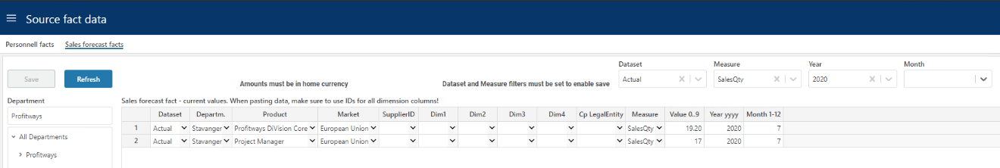 Source fact data
Personnell facts Sales forecast facts
Dataset Measure Year Month
Save Refresh Amounts must be in home currency Dataset and Measure filters must be set to enable save Actual SalesQty 2020
Department Sales forecast fact - current values. When pasting data, make sure to use IDs for all dimension columns!
Profitways Dataset Departm. Product Market SupplierID Dim1 Dim2 Dim3 Dim4 Cp LegalEntity Measure Value 0..9 Year yyyy Month 1-12
1 Actual Stavanger Profitways DiVision Core European Union SalesQty 19.20 2020 7
All Departments 2 Actual Stavanger Project Manager European Union SalesQty 17 2020 7
Profitways